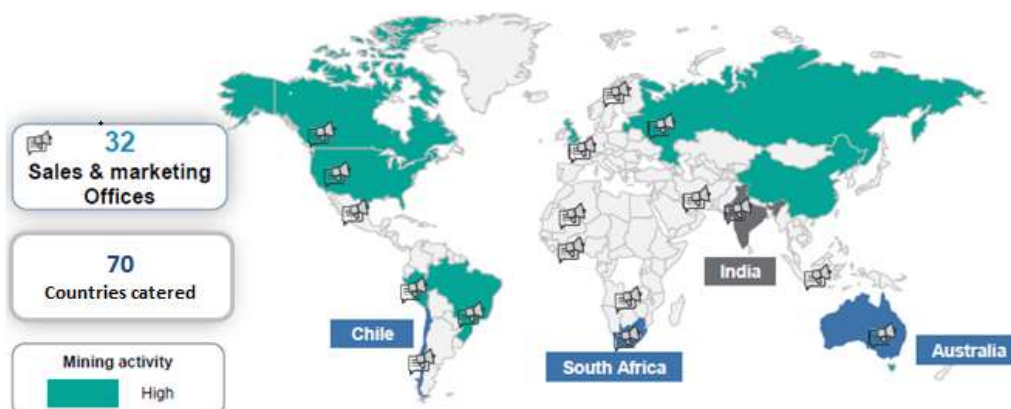 32
Sales & marketing
Offices
70
Countries catered
Mining activity
High
Chile
South Africa
India
Australia